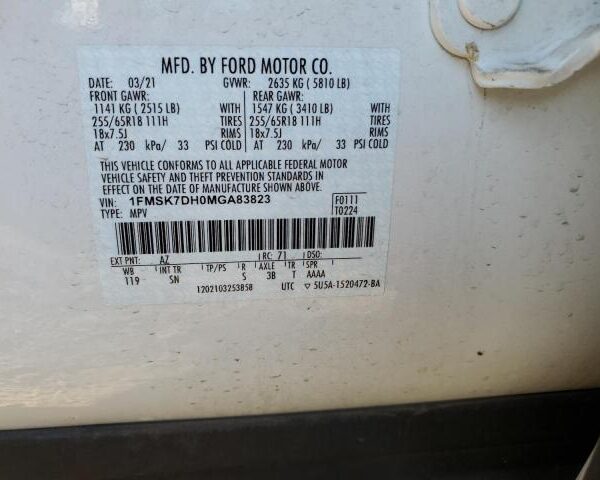 MFD. BY FORD MOTOR CO.
DATE: 03/21 GVWR: 2635 KG ( 5810 LB)
FRONT GAWR: REAR GAWR:
1141 KG ( 2515 LB) WITH 1547 KG ( 3410 LB) WITH
255/65R18 111H TIRES 255/65R18 111H TIRES
18x7.5J RIMS 18x7.5J RIMS
AT 230 kPa/ 33 PSI COLD AT 230 kPa/ 33 PSI COLD
THIS VEHICLE CONFORMS TO ALL APPLICABLE FEDERAL MOTOR
VEHICLE SAFETY AND THEFT PREVENTION STANDARDS IN
EFFECT ON THE DATE OF MANUFACTURE SHOWN ABOVE.
VIN: 1FMSK7DH0MGA83823 F0111
TYPE: MPV T0224
EXT PNT: AZ RC: 71 DSO:
WB INT TR TP/PS R AXLE TR SPR
119 SN S 3B T AAAA
1202103253858 UTC ▽ 5U5A-1520472-BA